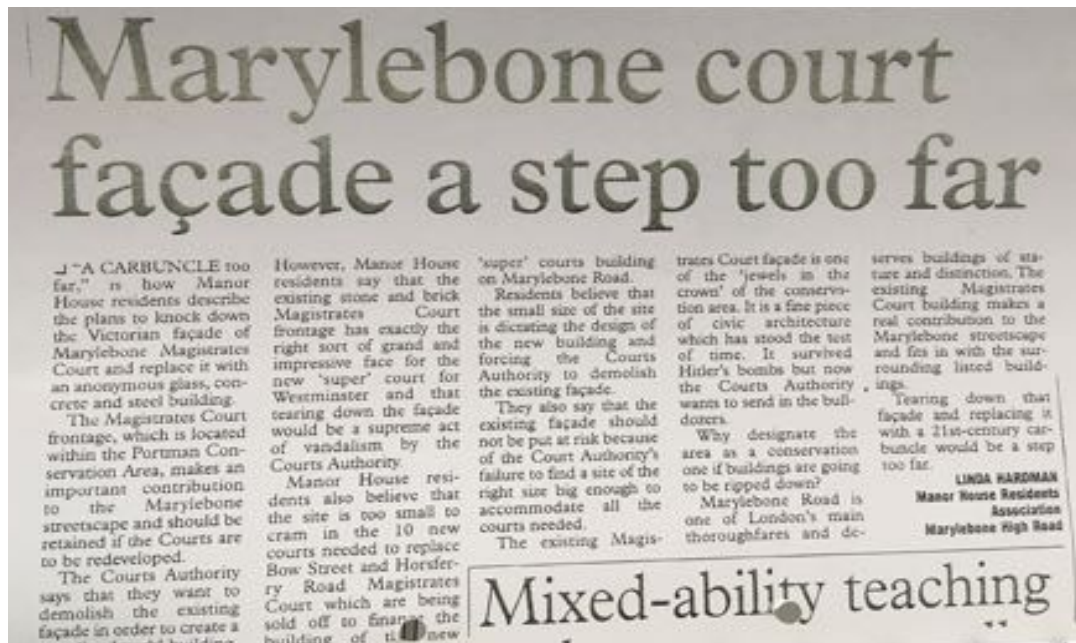 Marylebone court
façade a step too far
"A CARBUNCLE too
far," is how Manor
House residents describe
the plans to knock down
the Victorian façade of
Marylebone Magistrates
Court and replace it with
an anonymous glass, con-
crete and steel building.
The Magistrates Court
frontage, which is located
within the Portman Con-
servation Area, makes an
important contribution
to the Marylebone
streetscape and should be
retained if the Courts are
to be redeveloped.
The Courts Authority
says that they want to
demolish the existing
façade in order to create a
building
However, Manor House
residents say that the
existing stone and brick
Magistrates Court
frontage has exactly the
right sort of grand and
impressive face for the
new 'super' court for
Westminster and that
tearing down the façade
would be a supreme act
of vandalism by the
Courts Authority.
Manor House resi-
dents also believe that
the site is too small to
cram in the 10 new
courts needed to replace
Bow Street and Horsfer-
ry Road Magistrates
Court which are being
sold off to the
building of new
'super' courts building
on Marylebone Road.
Residents believe that
the small size of the site
is dictating the design of
the new building and
forcing the Courts
Authority to demolish
the existing façade.
They also say that the
existing façade should
not be put at risk because
of the Court Authority's
failure to find a site of the
right size big enough to
accommodate all the
courts needed.
The existing Magis-
trates Court façade is one
of the 'jewels in the
crown' of the conserva-
tion area. It is a fine piece
of civic architecture
which has stood the test
of time. It survived
Hitler's bombs but now
the Courts Authority
wants to send in the bull-
dozers.
Why designate the
area as a conservation
one if buildings are going
to be ripped down?
Marylebone Road is
one of London's main
thoroughfares and de-
serves buildings of sta-
ture and distinction. The
existing Magistrates
Court building makes a
real contribution to the
Marylebone streetscape
and fits in with the sur-
rounding listed build-
ings.
Tearing down that
façade and replacing it
with a 21st-century car-
buncle would be a step
too far.
LINDA HARDMAN
Manor House Residents
Association
Marylebone High Road
Mixed-ability teaching